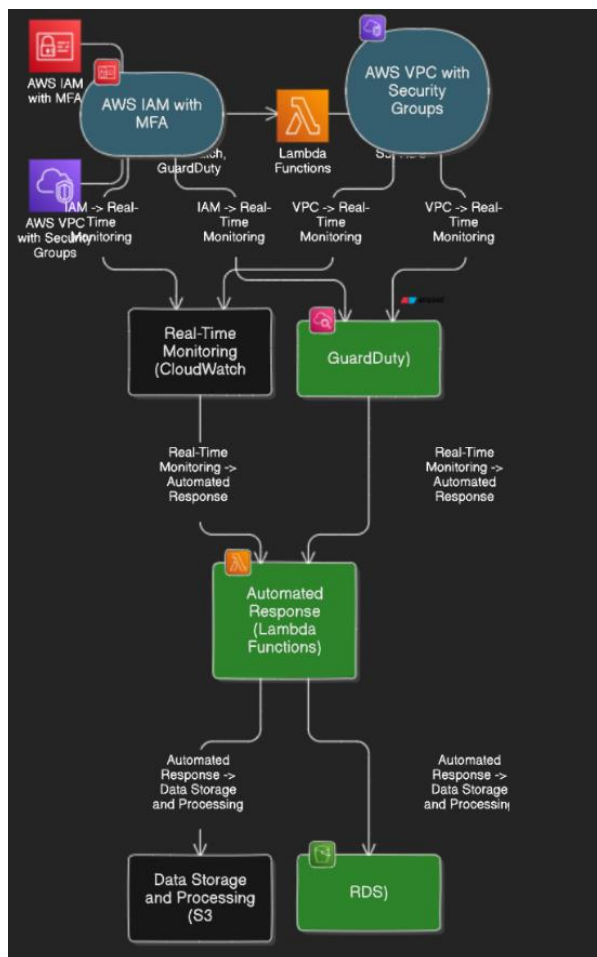 AWS IAM
with MFA
AWS IAM with
MFA
AWS VPC with
Security
Groups
GuardDuty
Lambda
Functions
AWS VPC
with Security
Groups
IAM -> Real-
Time
Monitoring
IAM -> Real-
Time
Monitoring
VPC -> Real-
Time
Monitoring
VPC -> Real-
Time
Monitoring
Real-Time
Monitoring
(CloudWatch
GuardDuty)
Real-Time
Monitoring ->
Automated
Response
Real-Time
Monitoring ->
Automated
Response
Automated
Response
(Lambda
Functions)
Automated
Response ->
Data Storage
and Processing
Automated
Response ->
Data Storage
and Processing
Data Storage
and Processing
(S3
RDS)